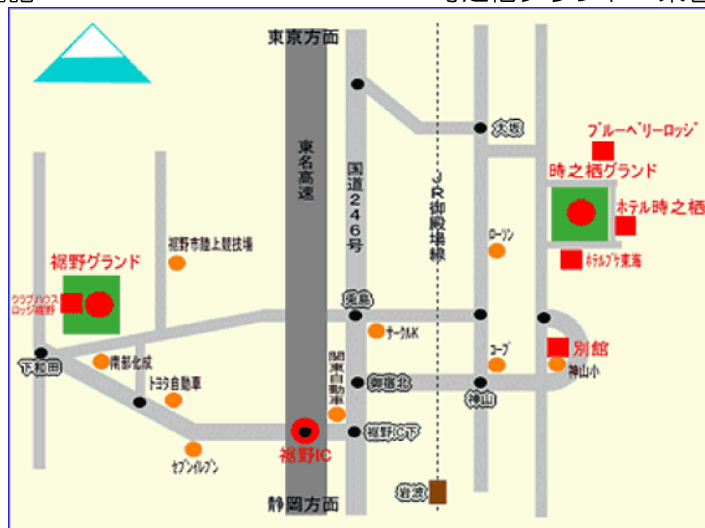 東京方面
東名高速
国道246号
JR御殿場線
大坂
ブルーベリーロッジ
時之栖グランド
ホテル時之栖
ローソン
ホテルブケ東海
裾野市陸上競技場
裾野グランド
クラブハウス
ロッジ裾野
兎島
サークルK
関東自動車
コープ
別館
神山小
下和田
南部化成
トヨタ自動車
御宿北
神山
裾野IC
裾野IC下
セブンイレブン
岩波
静岡方面